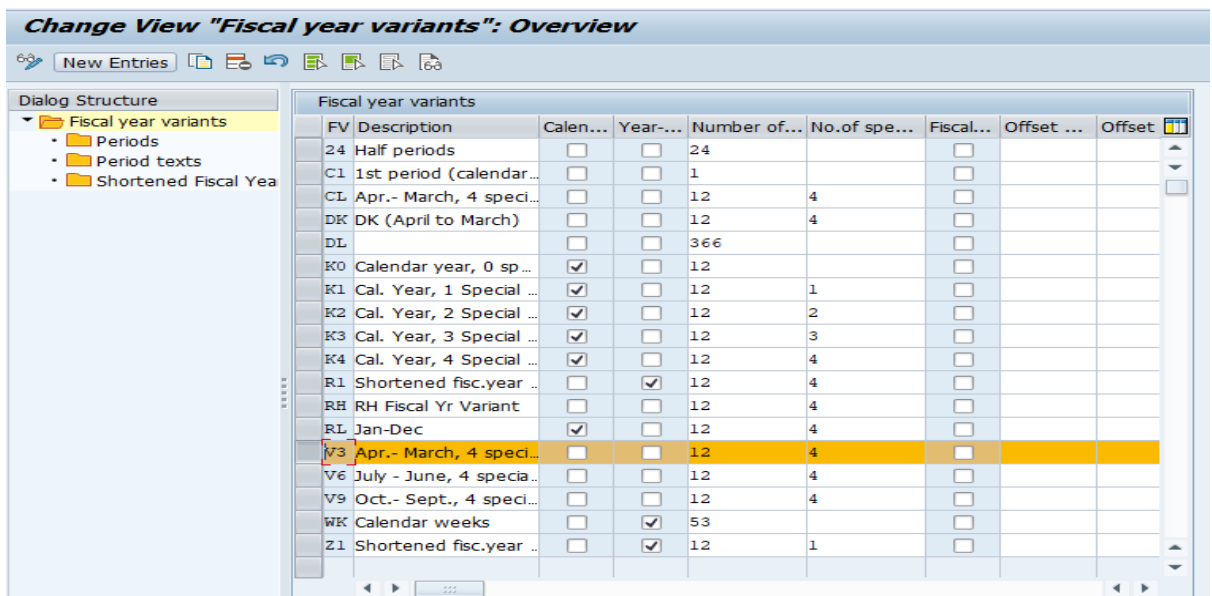 Change View "Fiscal year variants": Overview
New Entries
Dialog Structure
Fiscal year variants
Periods
Period texts
Shortened Fiscal Yea
Fiscal year variants
FV Description Calen... Year-... Number of... No.of spe... Fiscal... Offset ... Offset
24 Half periods 24
C1 1st period (calendar... 1
CL Apr.- March, 4 speci... 12 4
DK DK (April to March) 12 4
DL 366
K0 Calendar year, 0 sp... 12
K1 Cal. Year, 1 Special ... 12 1
K2 Cal. Year, 2 Special ... 12 2
K3 Cal. Year, 3 Special ... 12 3
K4 Cal. Year, 4 Special ... 12 4
R1 Shortened fisc.year .. 12 4
RH RH Fiscal Yr Variant 12 4
RL Jan-Dec 12 4
V3 Apr.- March, 4 speci... 12 4
V6 July - June, 4 specia.. 12 4
V9 Oct.- Sept., 4 speci... 12 4
WK Calendar weeks 53
Z1 Shortened fisc.year .. 12 1